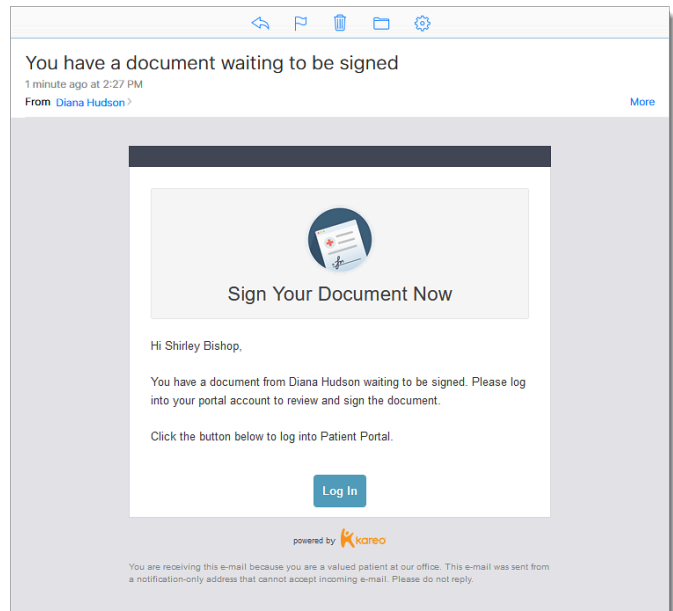 You have a document waiting to be signed
1 minute ago at 2:27 PM
From Diana Hudson
More
Sign Your Document Now
Hi Shirley Bishop,
You have a document from Diana Hudson waiting to be signed. Please log
into your portal account to review and sign the document.
Click the button below to log into Patient Portal.
Log In
powered by kareo
You are receiving this e-mail because you are a valued patient at our office. This e-mail was sent from
a notification-only address that cannot accept incoming e-mail. Please do not reply.